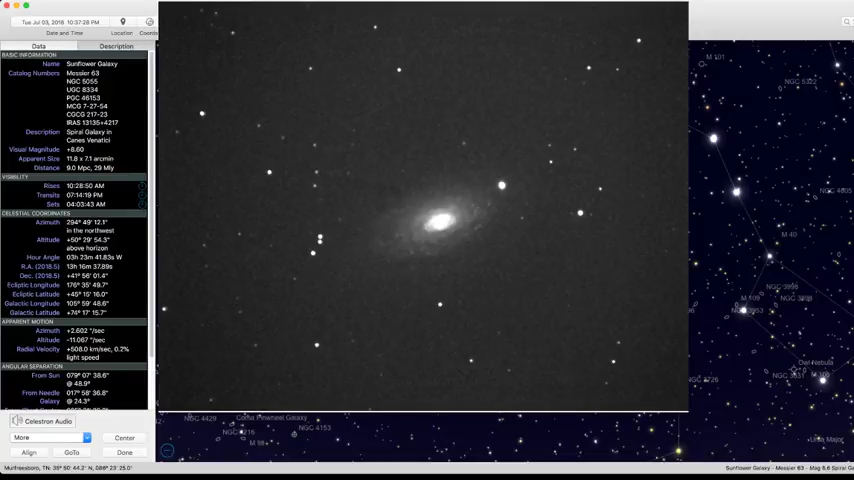 Tue Jul 03, 2018 10:37:28 PM
Date and Time
Location
Data
Description
BASIC INFORMATION
Name Sunflower Galaxy
Catalog Numbers Messier 63
NGC 5055
UGC 8334
PGC 46153
MCG 7-27-54
CGCG 217-23
IRAS 13135+4217
Description Spiral Galaxy in
Canes Venatici
Visual Magnitude +8.60
Apparent Size 11.8 x 7.1 arcmin
Distance 9.0 Mpc, 29 Mly
VISIBILITY
Rises 10:28:50 AM
Transits 07:14:19 PM
Sets 04:03:43 AM
CELESTIAL COORDINATES
Azimuth 294° 49' 12.1"
in the northwest
Altitude +50° 29' 54.3"
above horizon
Hour Angle 03h 23m 41.83s W
R.A. (2018.5) 13h 16m 37.89s
Dec. (2018.5) +41° 56' 01.4"
Ecliptic Longitude 176° 35' 49.7"
Ecliptic Latitude +45° 15' 16.0"
Galactic Longitude 105° 59' 48.6"
Galactic Latitude +74° 17' 15.7"
APPARENT MOTION
Azimuth +2.602 "/sec
Altitude -11.067 "/sec
Radial Velocity +508.0 km/sec, 0.2%
light speed
ANGULAR SEPARATION
From Sun 079° 07' 38.6"
@ 48.9°
From Needle 017° 58' 36.8"
Galaxy @ 24.3°
Celestron Audio
More
Center
Align
GoTo
Done
M 101
NGC 5322
NGC 4605
M 40
NGC 3998
M 109
NGC 3953
Owl Nebula
NGC 3631
M 108
NGC 3726
Ursa Major
NGC 4429
Coma Pinwheel Galaxy
NGC 4216
NGC 4153
M 98
Murfreesboro, TN: 35° 50' 44.2" N, 086° 23' 25.0"
Sunflower Galaxy - Messier 63 - Mag 8.6 Spiral Ga